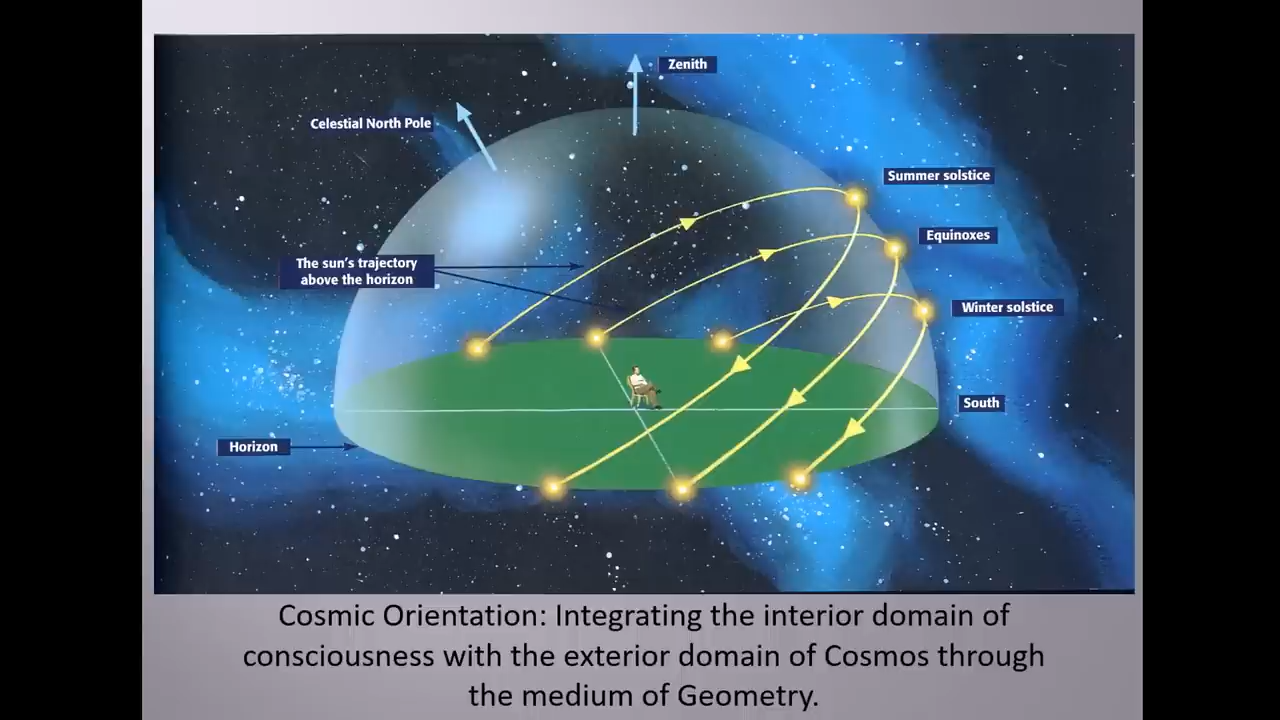 Zenith
Celestial North Pole
Summer solstice
Equinoxes
The sun's trajectory
above the horizon
Winter solstice
South
Horizon
Cosmic Orientation: Integrating the interior domain of
consciousness with the exterior domain of Cosmos through
the medium of Geometry.